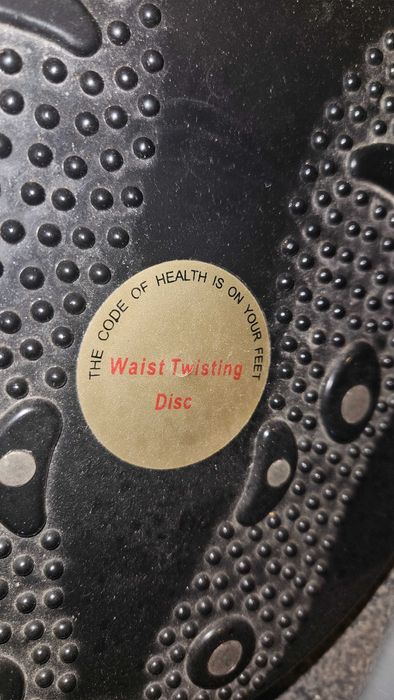 THE CODE OF HEALTH IS ON YOUR FEET
Waist Twisting
Disc